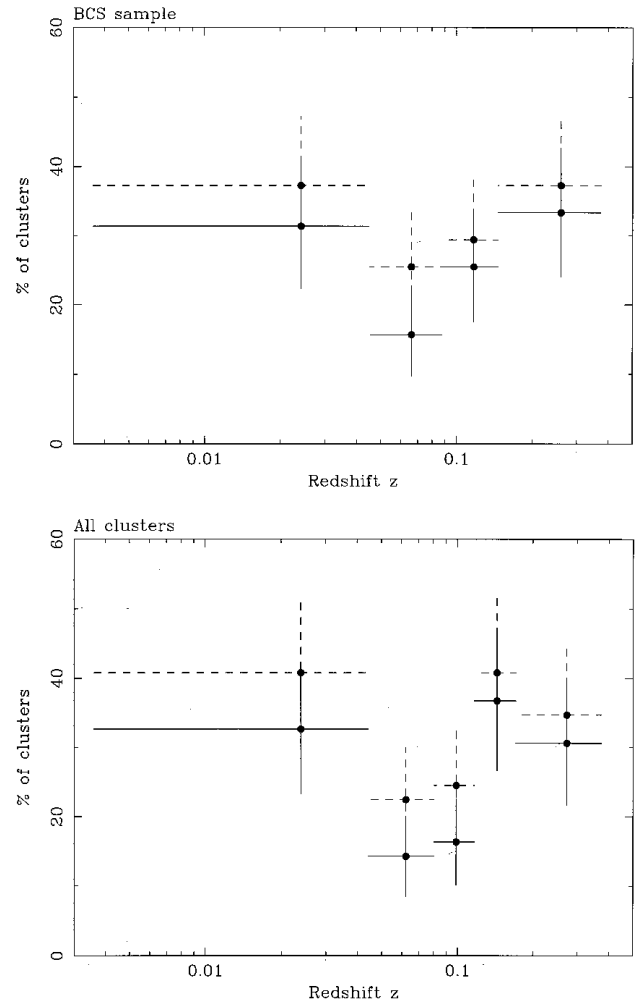 BCS sample
60
40
20
0
% of clusters
0.01
0.1
Redshift z
All clusters
60
40
20
0
% of clusters
0.01
0.1
Redshift z